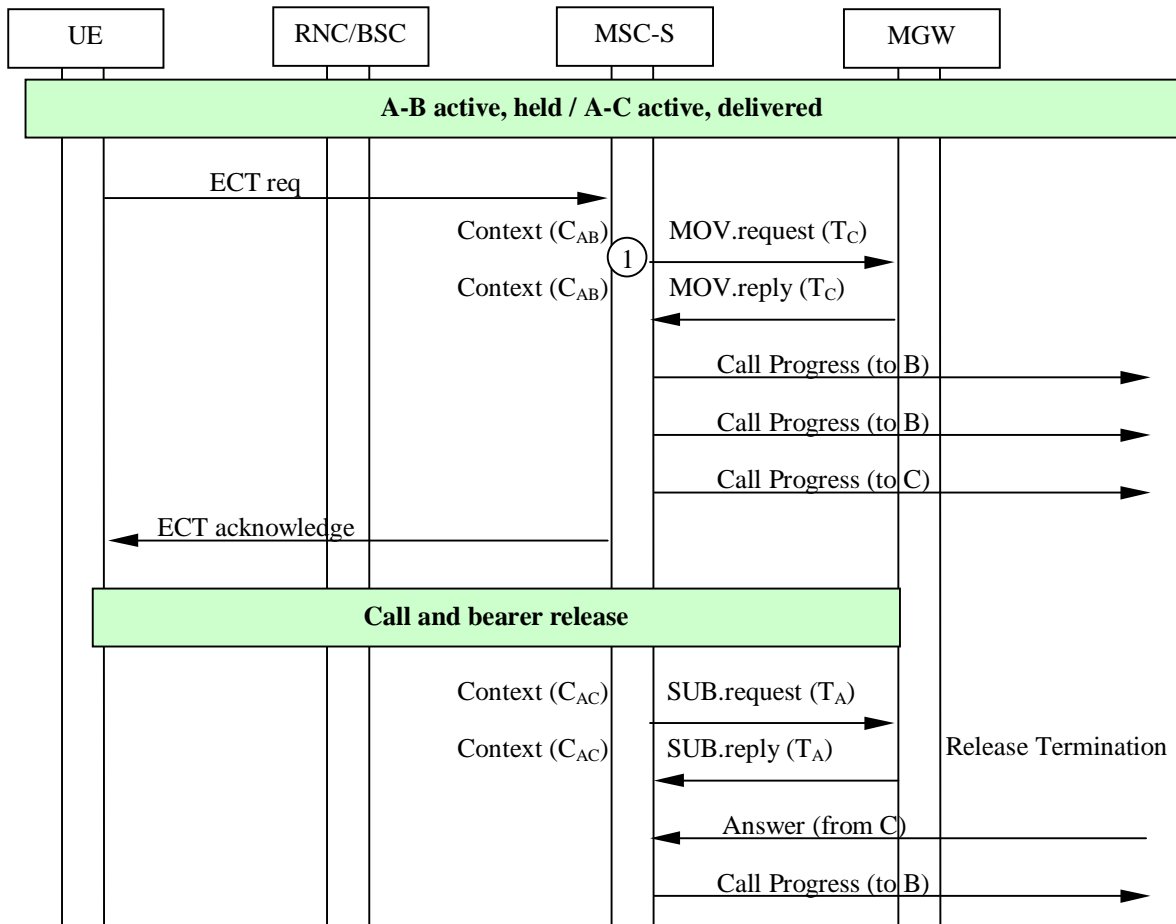 UE
RNC/BSC
MSC-S
MGW
A-B active, held / A-C active, delivered
ECT req
Context (CAB)
MOV.request (TC)
1
Context (CAB)
MOV.reply (TC)
Call Progress (to B)
Call Progress (to B)
Call Progress (to C)
ECT acknowledge
Call and bearer release
Context (CAC)
SUB.request (TA)
Context (CAC)
SUB.reply (TA)
Release Termination
Answer (from C)
Call Progress (to B)